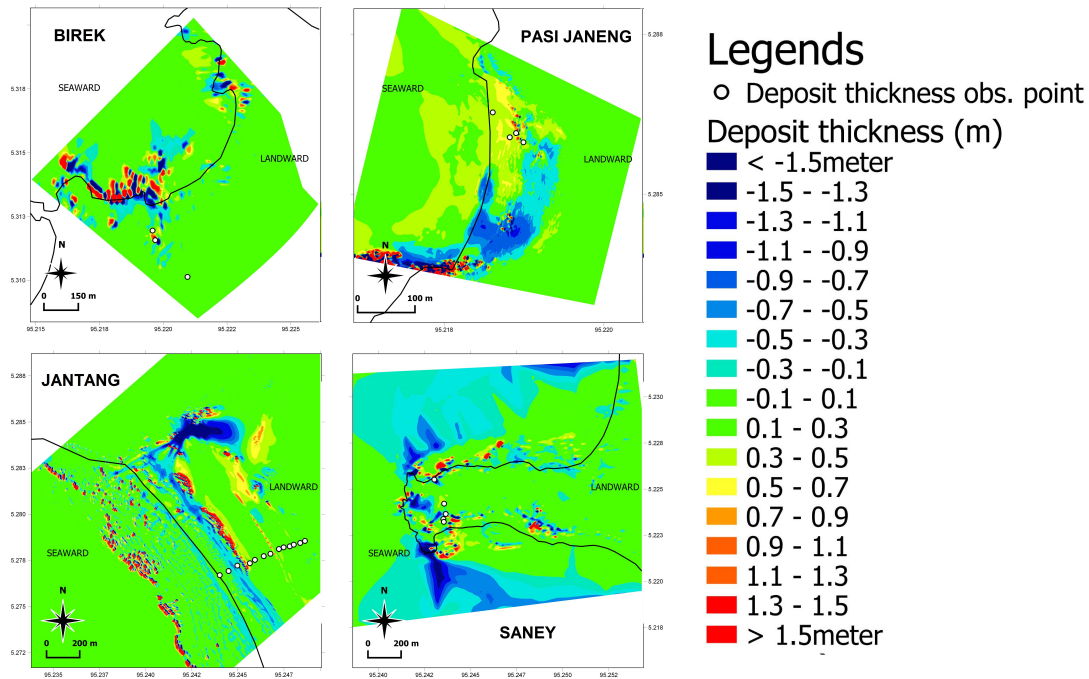 BIREK
SEAWARD
LANDWARD
N
0 150 m
5.318
5.315
5.313
5.310
95.215 95.218 95.220 95.222 95.225
PASI JANENG
SEAWARD
LANDWARD
N
0 100 m
5.288
5.285
95.218 95.220
JANTANG
SEAWARD
LANDWARD
N
0 200 m
5.288
5.285
5.283
5.280
5.278
5.275
5.272
95.235 95.237 95.240 95.242 95.245 95.247
SANEY
SEAWARD
LANDWARD
N
0 200 m
5.230
5.228
5.225
5.223
5.220
5.218
95.240 95.242 95.245 95.247 95.250 95.252
Legends
Deposit thickness obs. point
Deposit thickness (m)
< -1.5meter
-1.5 - -1.3
-1.3 - -1.1
-1.1 - -0.9
-0.9 - -0.7
-0.7 - -0.5
-0.5 - -0.3
-0.3 - -0.1
-0.1 - 0.1
0.1 - 0.3
0.3 - 0.5
0.5 - 0.7
0.7 - 0.9
0.9 - 1.1
1.1 - 1.3
1.3 - 1.5
> 1.5meter